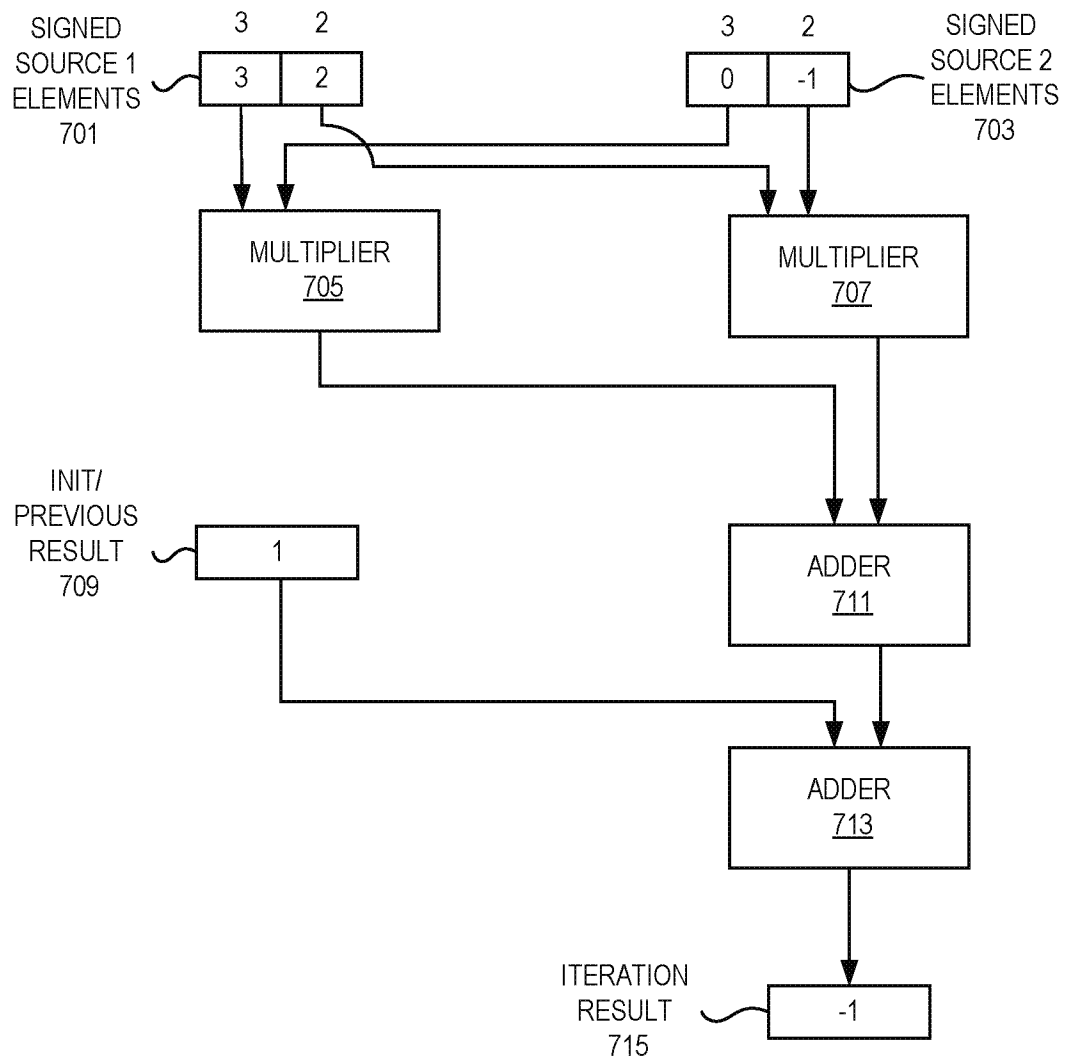 SIGNED
SOURCE 1
ELEMENTS
701
3 2
3 2
3 2
0 -1
SIGNED
SOURCE 2
ELEMENTS
703
MULTIPLIER
705
MULTIPLIER
707
INIT/
PREVIOUS
RESULT
709
1
ADDER
711
ADDER
713
ITERATION
RESULT
715
-1